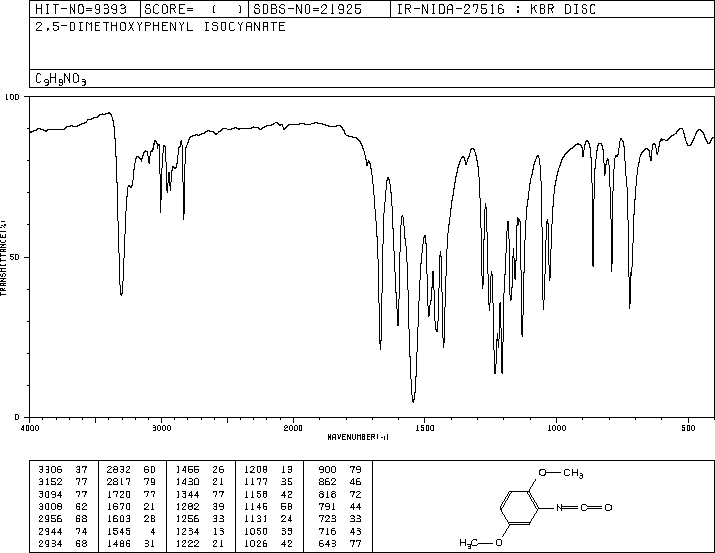 HIT-NO=9393 SCORE= ( ) SDBS-NO=21925 IR-NIDA-27516 : KBR DISC
2,5-DIMETHOXYPHENYL ISOCYANATE
C9H9NO3
100
50
0
TRANSMITTANCE(%)
4000 3000 2000 1500 1000 500
WAVENUMBER(-1)
3306 37 2832 60 1466 26 1208 13 900 79
3152 77 2817 79 1430 21 1177 35 862 46
3094 77 1720 77 1344 77 1158 42 818 72
3008 62 1670 21 1282 39 1146 58 791 44
2956 68 1603 28 1256 33 1131 24 723 33
2944 74 1545 4 1234 13 1050 33 716 43
2934 68 1486 31 1222 21 1026 42 643 77
O CH3
N C O
H3C O